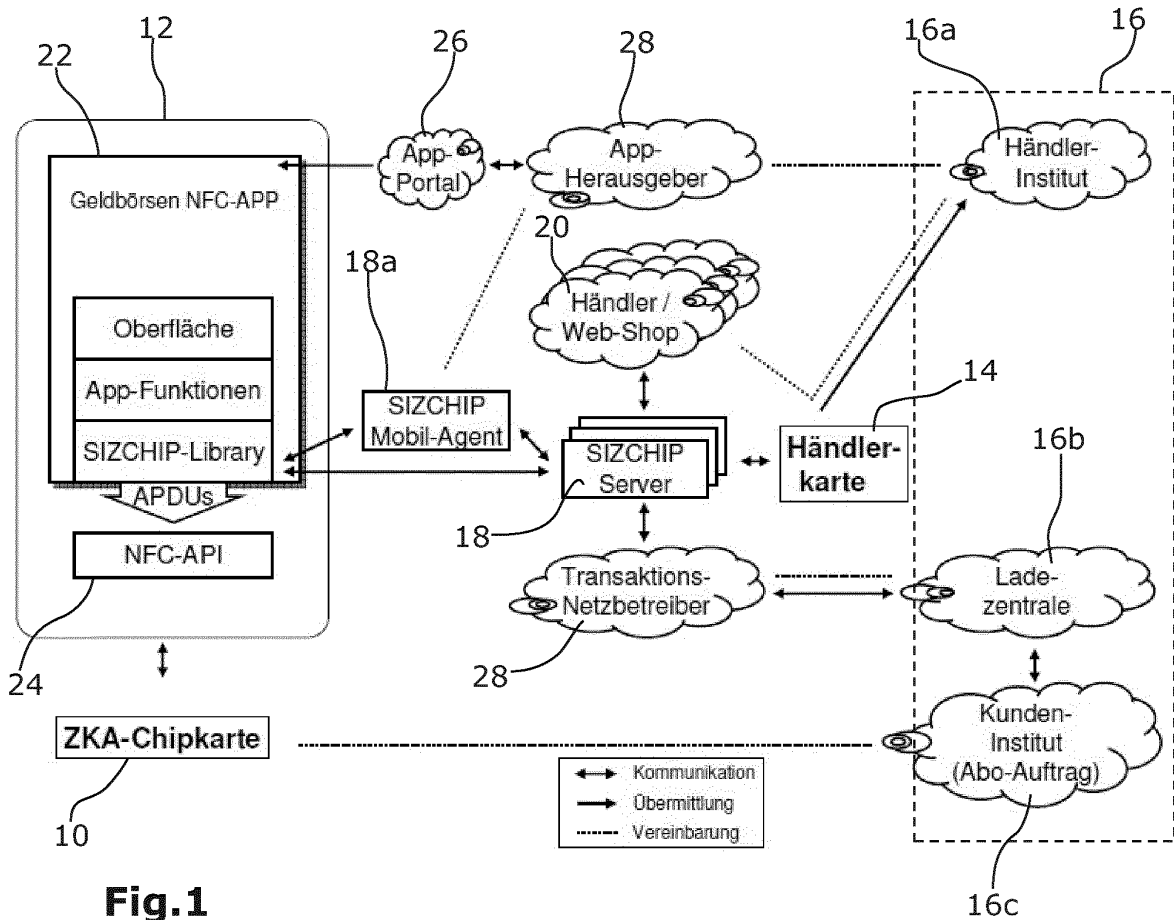 12
22
26
28
16a
16
App-
Portal
App-
Herausgeber
Händler-
Institut
Geldbörsen NFC-APP
20
18a
Händler /
Web-Shop
Oberfläche
App-Funktionen
SIZCHIP-Library
SIZCHIP
Mobil-Agent
14
SIZCHIP
Server
Händler-
karte
16b
APDUs
18
NFC-API
Transaktions-
Netzbetreiber
Lade-
zentrale
24
28
ZKA-Chipkarte
Kunden-
Institut
(Abo-Auftrag)
Kommunikation
Übermittlung
Vereinbarung
10
16c
Fig.1